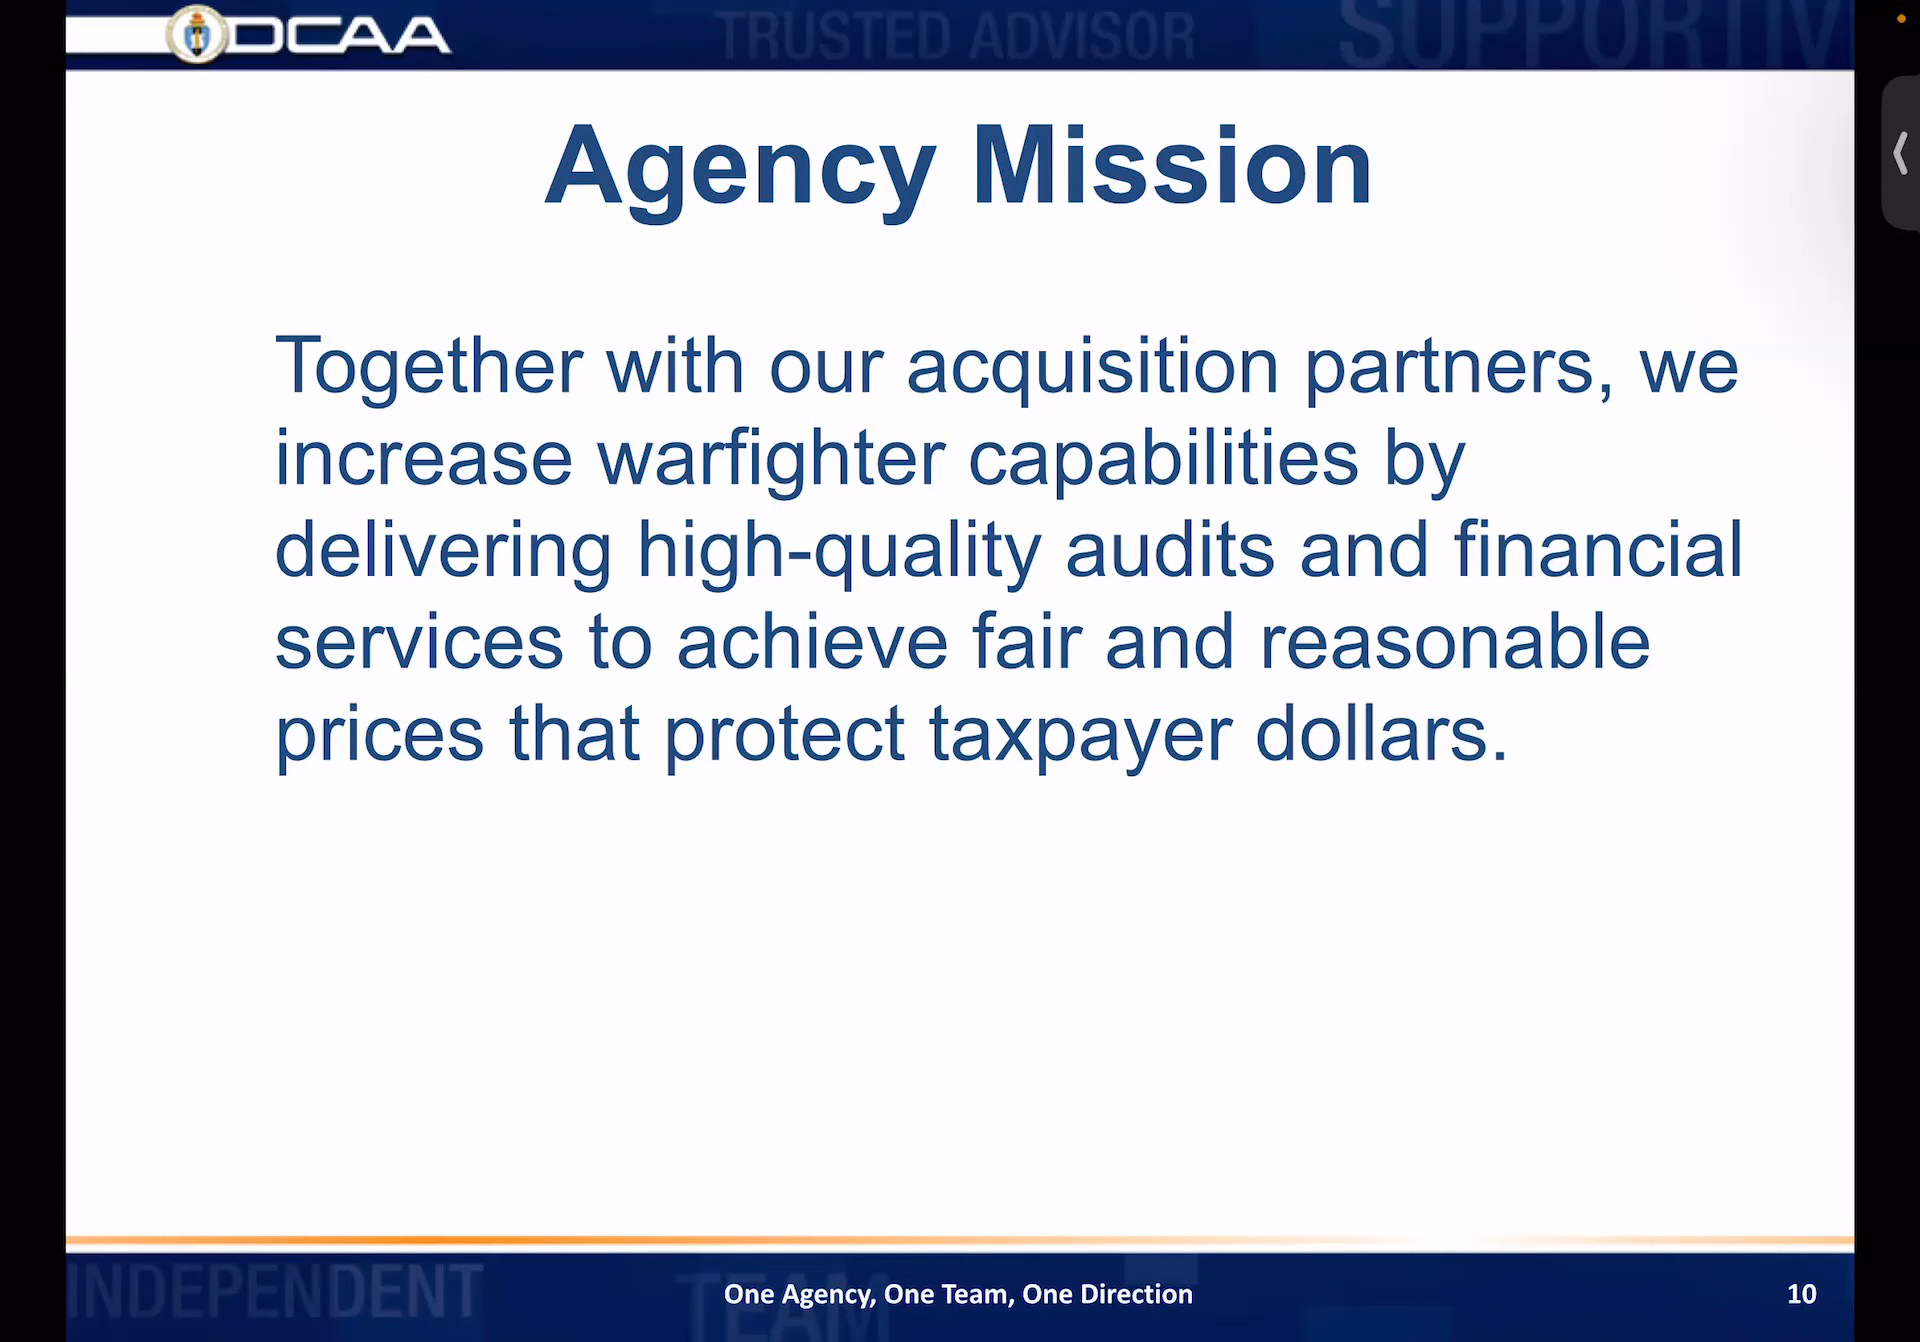 DCAA
TRUSTED ADVISOR
SUPPORTIV
Agency Mission
Together with our acquisition partners, we
increase warfighter capabilities by
delivering high-quality audits and financial
services to achieve fair and reasonable
prices that protect taxpayer dollars.
INDEPENDENT
TEAM
One Agency, One Team, One Direction
10